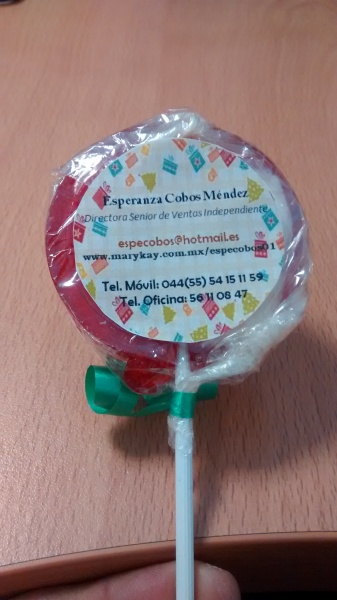 Esperanza Cobos Méndez
Directora Senior de Ventas Independiente
especobos@hotmail.es
www.marykay.com.mx/especobos01
Tel. Móvil: 044(55) 54 15 11 59
Tel. Oficina: 56 11 08 47